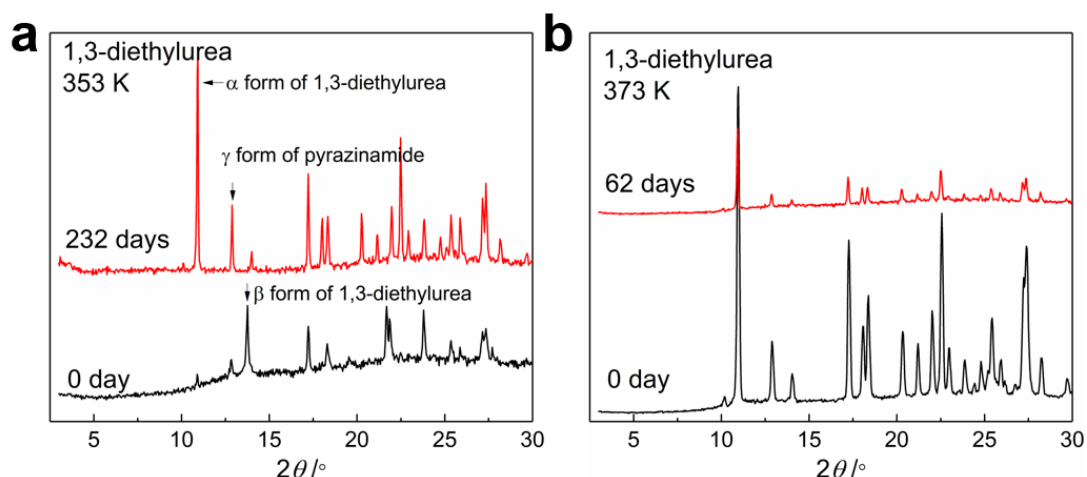 a
1,3-diethylurea
353 K
α form of 1,3-diethylurea
γ form of pyrazinamide
232 days
β form of 1,3-diethylurea
0 day
5 10 15 20 25 30
2θ/°
b
1,3-diethylurea
373 K
62 days
0 day
5 10 15 20 25 30
2θ/°